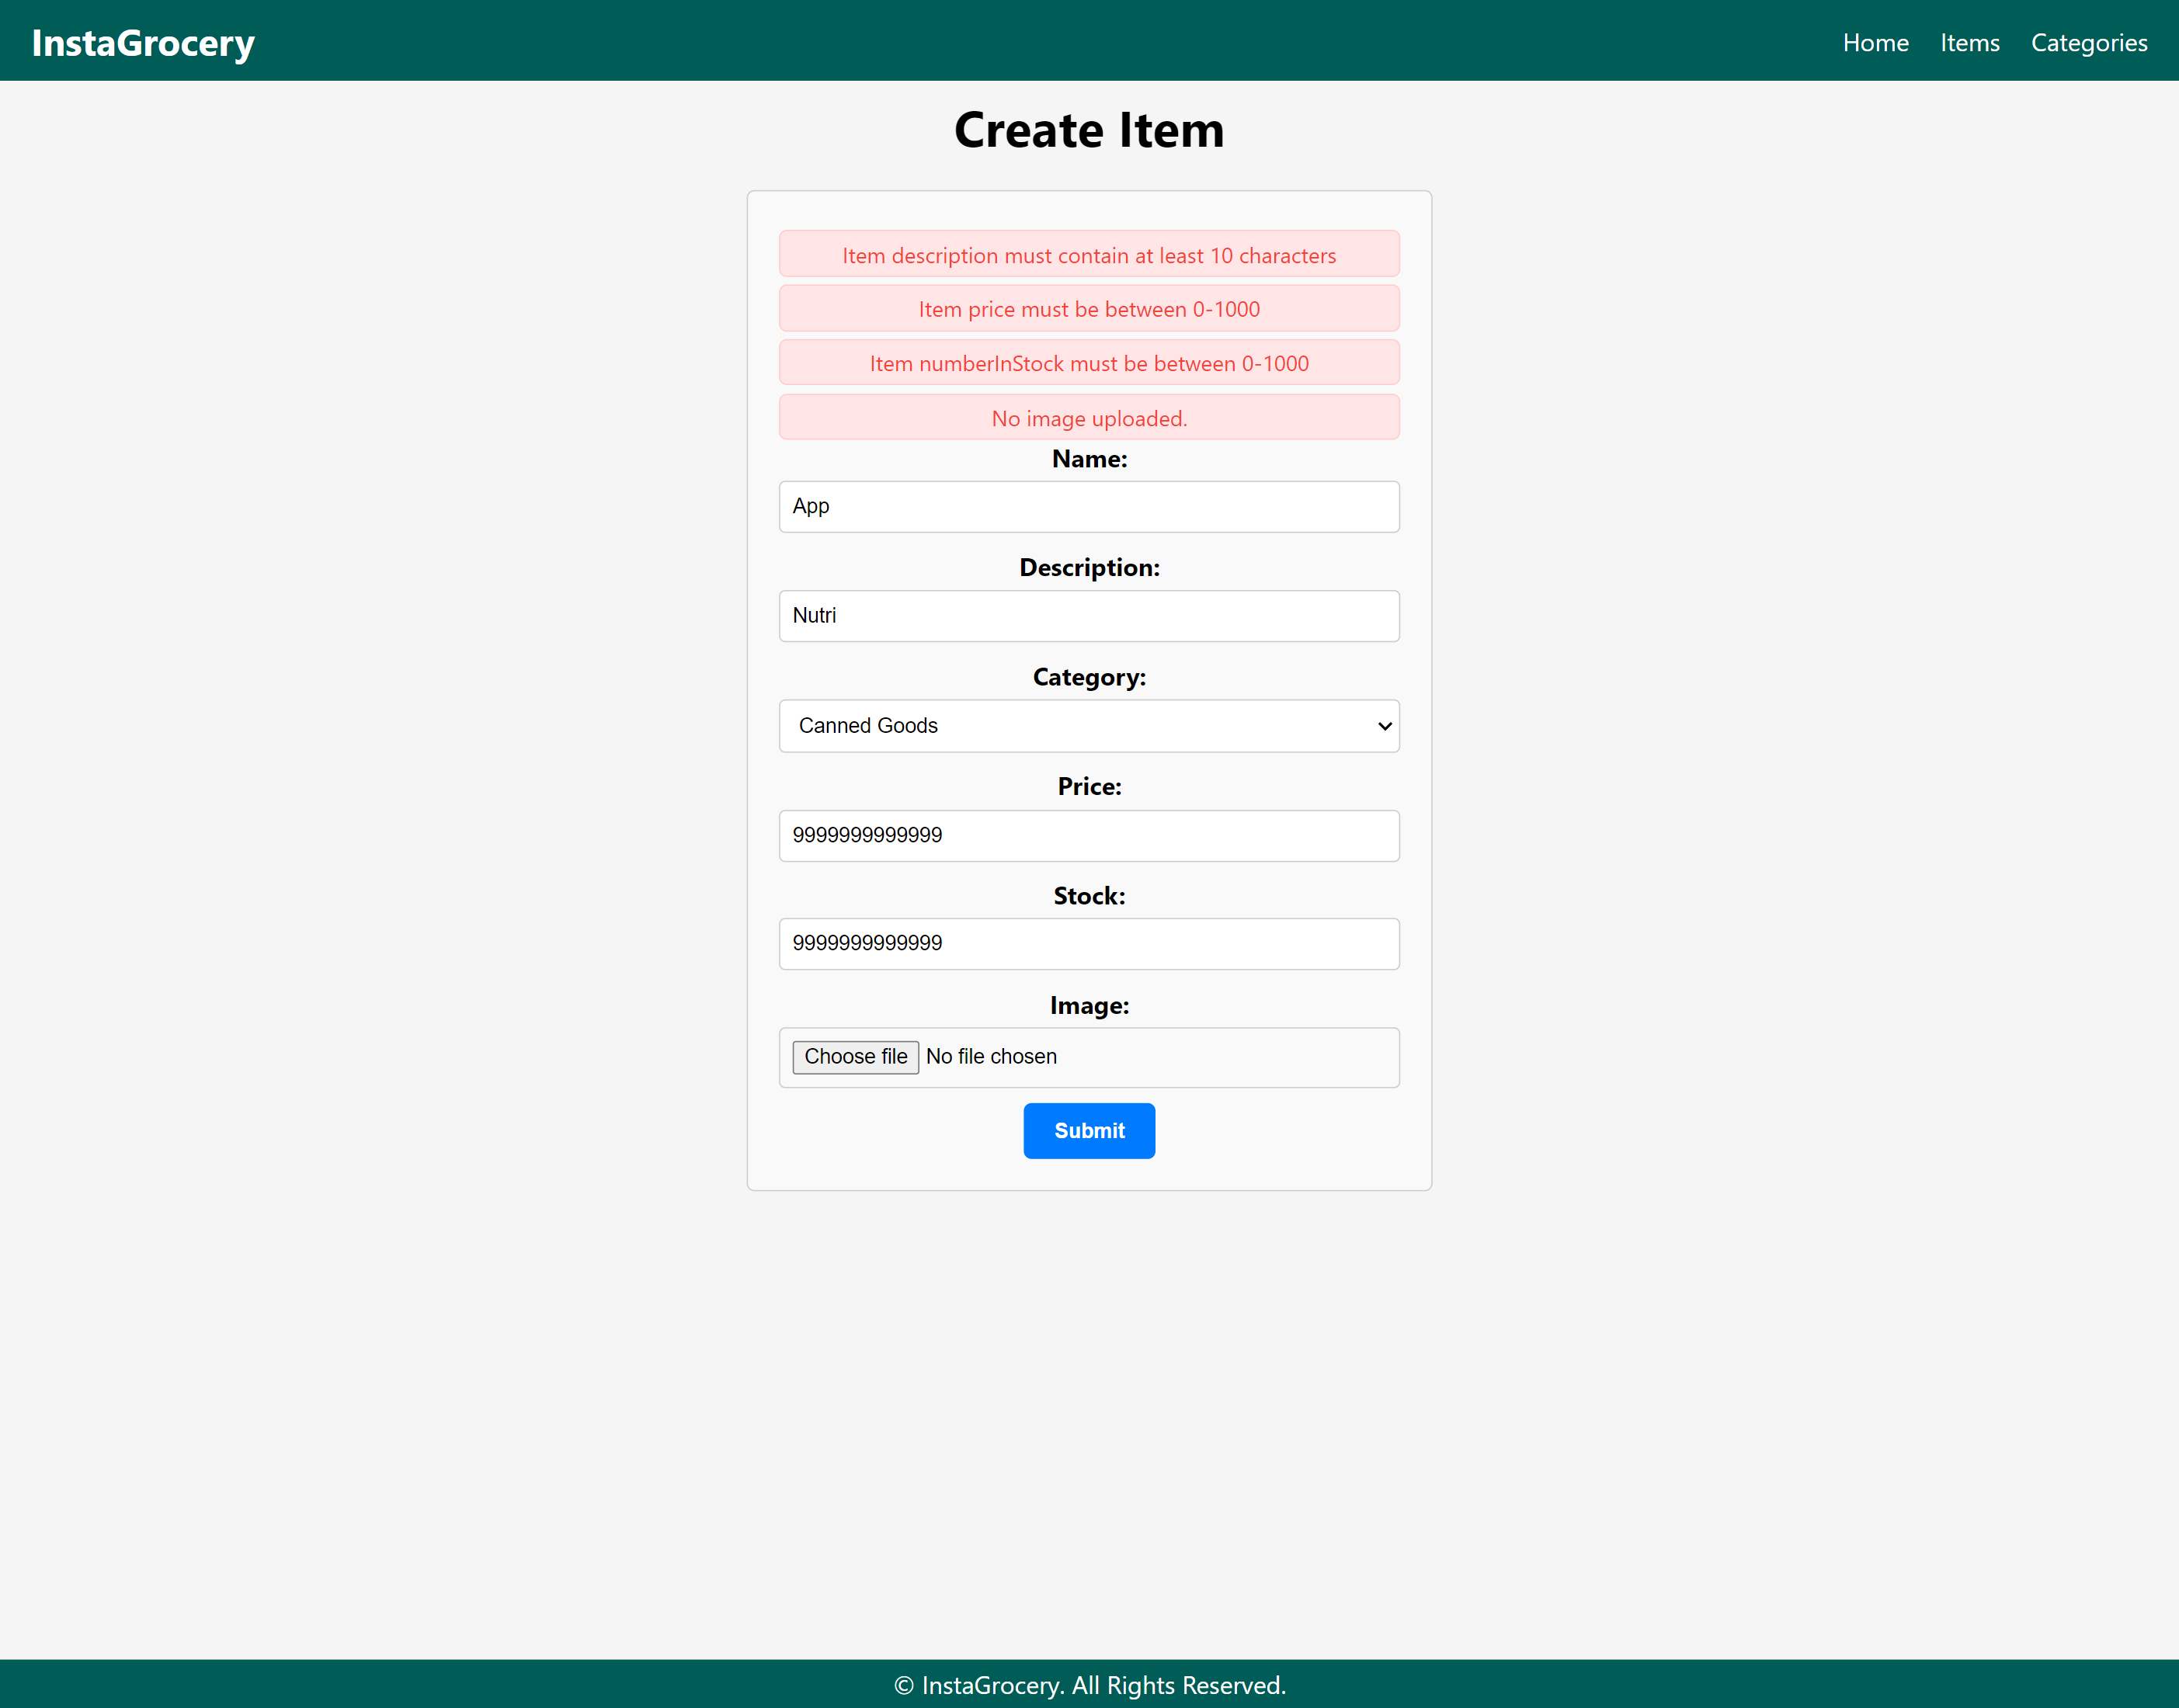 InstaGrocery
Home Items Categories
Create Item
Item description must contain at least 10 characters
Item price must be between 0-1000
Item numberInStock must be between 0-1000
No image uploaded.
Name:
App
Description:
Nutri
Category:
Canned Goods
Price:
9999999999999
Stock:
9999999999999
Image:
Choose file No file chosen
Submit
© InstaGrocery. All Rights Reserved.